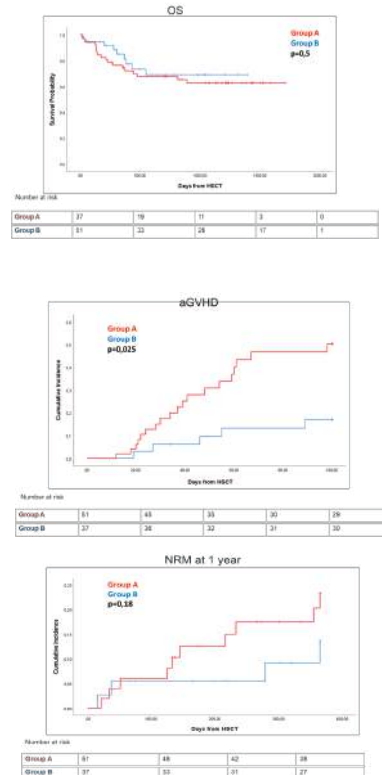 OS
Group A
Group B
p=0,5
Survival Probability
Days from HSCT
Number at risk
Group A 37 19 11 3 0
Group B 51 33 28 17 1
aGVHD
Group A
Group B
p=0,025
Cumulative Incidence
Days from HSCT
Number at risk
Group A 51 45 35 30 29
Group B 37 36 32 31 30
NRM at 1 year
Group A
Group B
p=0,18
Cumulative Incidence
Days from HSCT
Number at risk
Group A 51 48 42 38
Group B 37 33 31 27